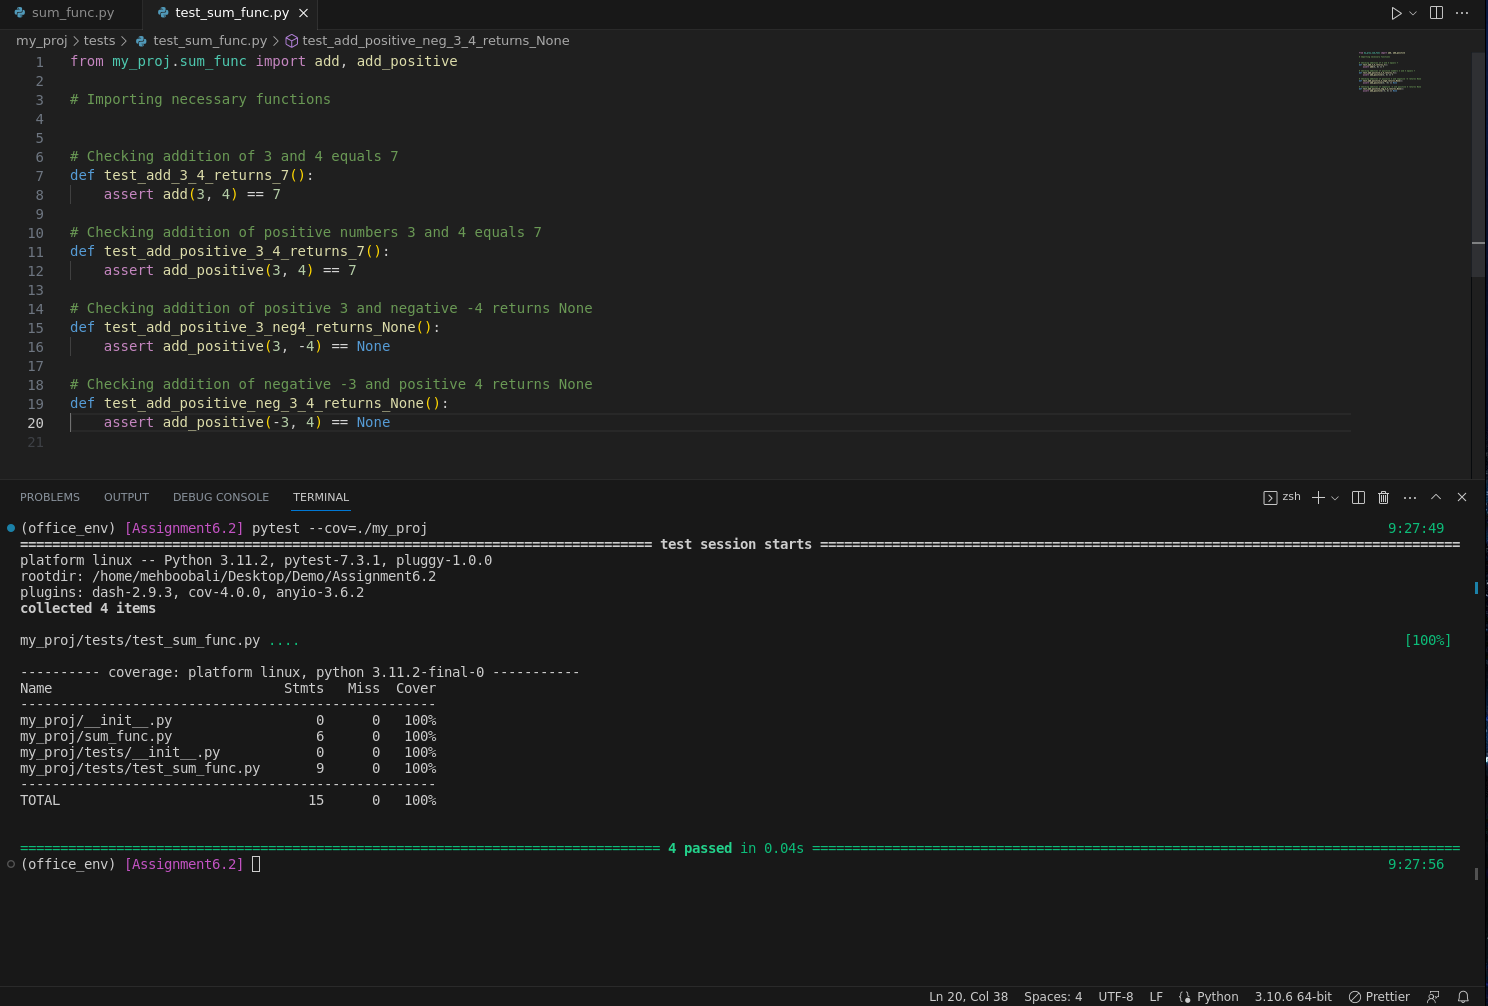 sum_func.py test_sum_func.py
my_proj > tests > test_sum_func.py > test_add_positive_neg_3_4_returns_None
1 from my_proj.sum_func import add, add_positive
2
3 # Importing necessary functions
4
5
6 # Checking addition of 3 and 4 equals 7
7 def test_add_3_4_returns_7():
8     assert add(3, 4) == 7
9
10 # Checking addition of positive numbers 3 and 4 equals 7
11 def test_add_positive_3_4_returns_7():
12     assert add_positive(3, 4) == 7
13
14 # Checking addition of positive 3 and negative -4 returns None
15 def test_add_positive_3_neg4_returns_None():
16     assert add_positive(3, -4) == None
17
18 # Checking addition of negative -3 and positive 4 returns None
19 def test_add_positive_neg_3_4_returns_None():
20     assert add_positive(-3, 4) == None
21
PROBLEMS OUTPUT DEBUG CONSOLE TERMINAL zsh
(office_env) [Assignment6.2] pytest --cov=./my_proj 9:27:49
=============================================================================== test session starts ================================================================================
platform linux -- Python 3.11.2, pytest-7.3.1, pluggy-1.0.0
rootdir: /home/mehboobali/Desktop/Demo/Assignment6.2
plugins: dash-2.9.3, cov-4.0.0, anyio-3.6.2
collected 4 items
my_proj/tests/test_sum_func.py .... [100%]
---------- coverage: platform linux, python 3.11.2-final-0 -----------
Name                             Stmts   Miss  Cover
----------------------------------------------------
my_proj/__init__.py                  0      0   100%
my_proj/sum_func.py                  6      0   100%
my_proj/tests/__init__.py            0      0   100%
my_proj/tests/test_sum_func.py       9      0   100%
----------------------------------------------------
TOTAL                               15      0   100%
================================================================================ 4 passed in 0.04s =================================================================================
(office_env) [Assignment6.2] 9:27:56
Ln 20, Col 38 Spaces: 4 UTF-8 LF Python 3.10.6 64-bit Prettier